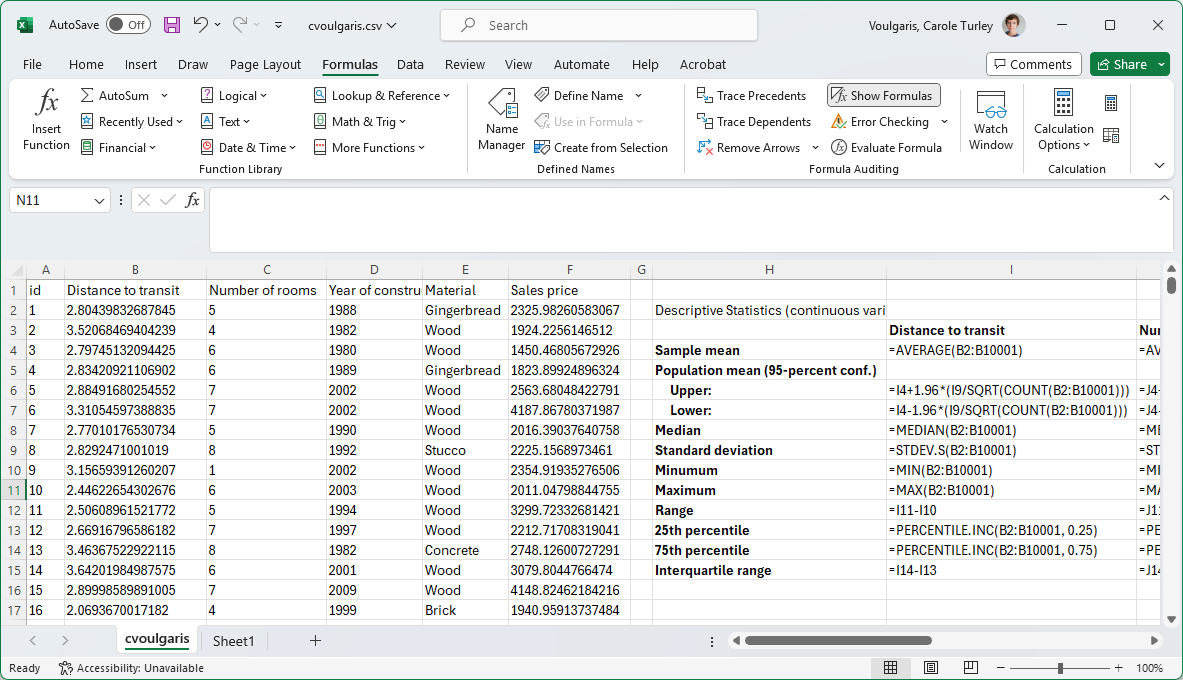 AutoSave Off cvoulgaris.csv Search Voulgaris, Carole Turley
File Home Insert Draw Page Layout Formulas Data Review View Automate Help Acrobat Comments Share
fx Insert Function
AutoSum Logical Lookup & Reference
Recently Used Text Math & Trig
Financial Date & Time More Functions
Function Library
Name Manager
Define Name
Use in Formula
Create from Selection
Defined Names
Trace Precedents Show Formulas
Trace Dependents Error Checking
Remove Arrows Evaluate Formula
Formula Auditing
Watch Window
Calculation Options
Calculation
N11 fx
A B C D E F G H I
1 id Distance to transit Number of rooms Year of constru Material Sales price
2 1 2.80439832687845 5 1988 Gingerbread 2325.98260583067 Descriptive Statistics (continuous vari
3 2 3.52068469404239 4 1982 Wood 1924.2256146512 Distance to transit Nur
4 3 2.79745132094425 6 1980 Wood 1450.46805672926 Sample mean =AVERAGE(B2:B10001) =AV
5 4 2.83420921106902 6 1989 Gingerbread 1823.89924896324 Population mean (95-percent conf.)
6 5 2.88491680254552 7 2002 Wood 2563.68048422791 Upper: =I4+1.96*(I9/SQRT(COUNT(B2:B10001))) =J4-
7 6 3.31054597388835 7 2002 Wood 4187.86780371987 Lower: =I4-1.96*(I9/SQRT(COUNT(B2:B10001))) =J4-
8 7 2.77010176530734 5 1990 Wood 2016.39037640758 Median =MEDIAN(B2:B10001) =ME
9 8 2.8292471001019 8 1992 Stucco 2225.1568973461 Standard deviation =STDEV.S(B2:B10001) =ST
10 9 3.15659391260207 1 2002 Wood 2354.91935276506 Minumum =MIN(B2:B10001) =MI
11 10 2.44622654302676 6 2003 Wood 2011.04798844755 Maximum =MAX(B2:B10001) =MA
12 11 2.50608961521772 5 1994 Wood 3299.72332681421 Range =I11-I10 =J11
13 12 2.66916796586182 7 1997 Wood 2212.71708319041 25th percentile =PERCENTILE.INC(B2:B10001, 0.25) =PE
14 13 3.46367522922115 8 1982 Concrete 2748.12600727291 75th percentile =PERCENTILE.INC(B2:B10001, 0.75) =PE
15 14 3.64201984987575 6 2001 Wood 3079.8044766474 Interquartile range =I14-I13 =J14
16 15 2.89998589891005 7 2009 Wood 4148.82462184216
17 16 2.0693670017182 4 1999 Brick 1940.95913737484
cvoulgaris Sheet1
Ready Accessibility: Unavailable 100%